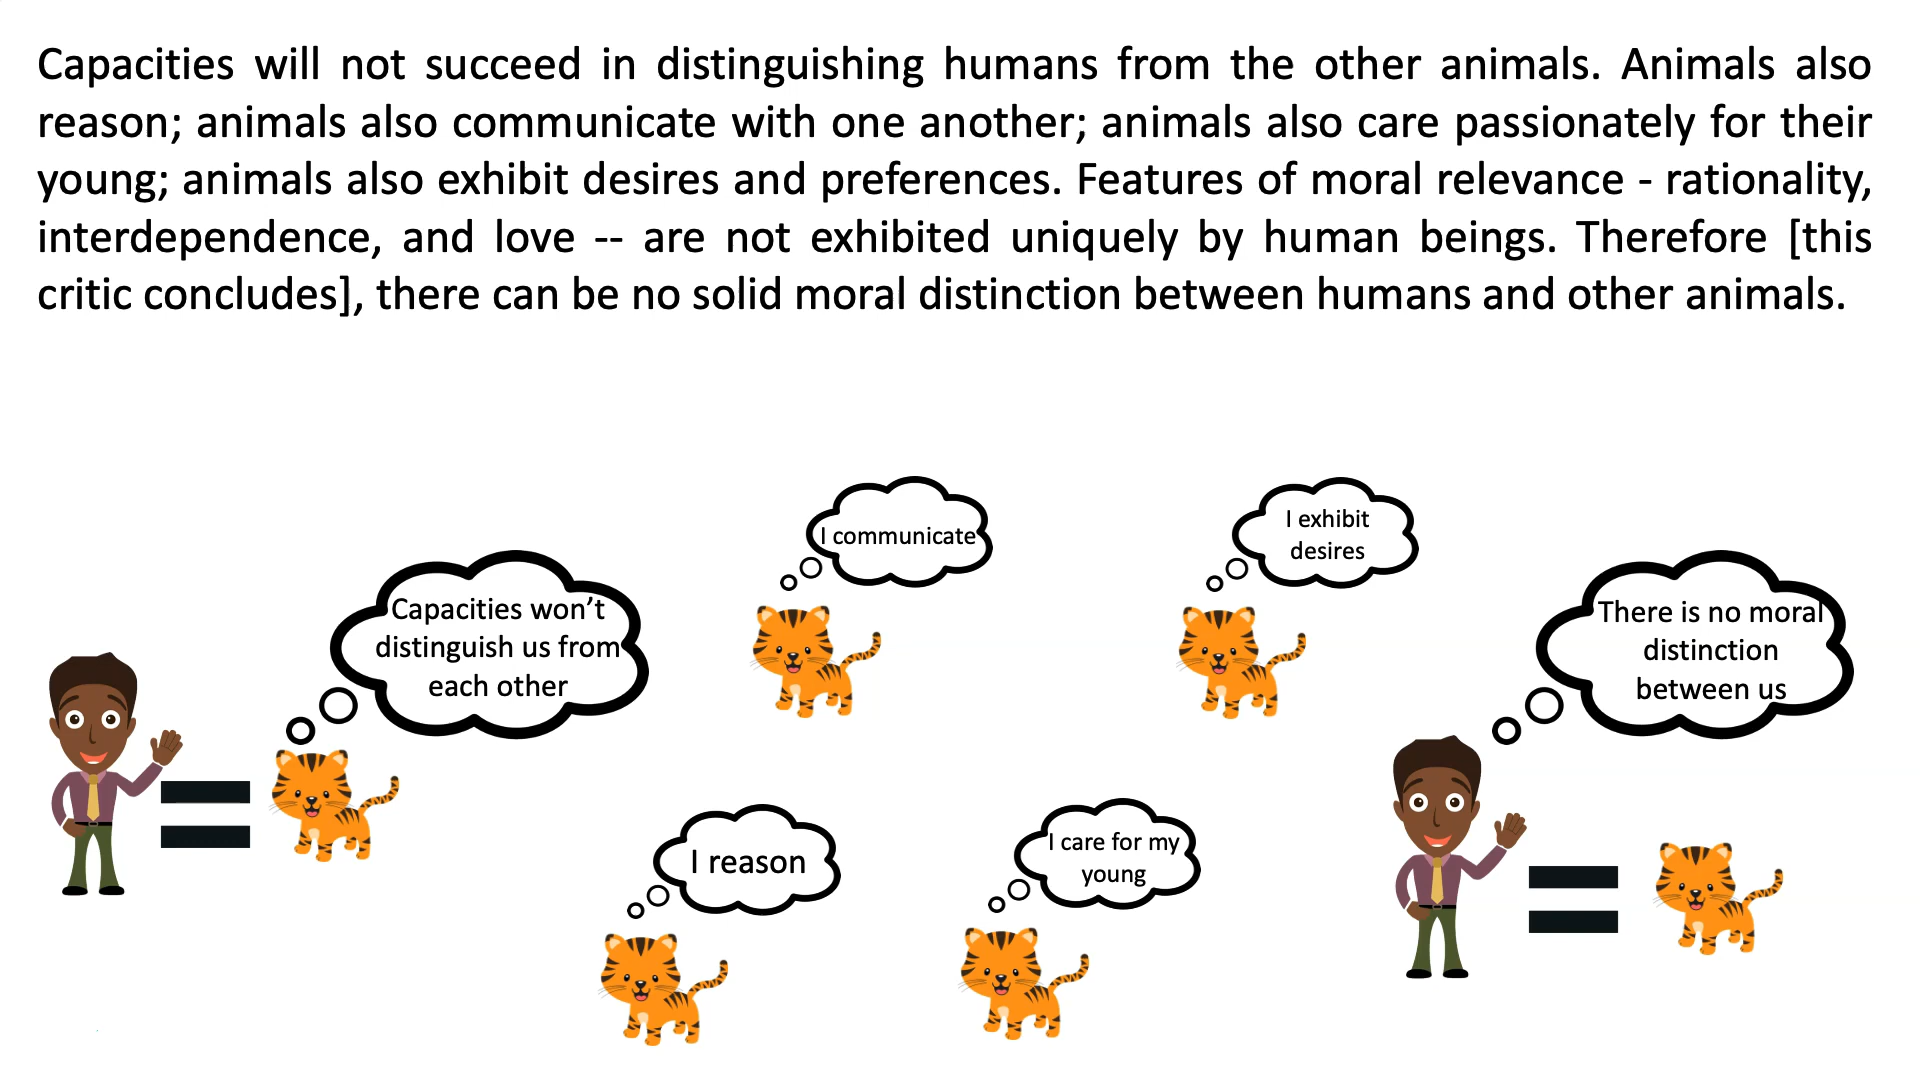 Capacities will not succeed in distinguishing humans from the other animals. Animals also
reason; animals also communicate with one another; animals also care passionately for their
young; animals also exhibit desires and preferences. Features of moral relevance - rationality,
interdependence, and love -- are not exhibited uniquely by human beings. Therefore [this
critic concludes], there can be no solid moral distinction between humans and other animals.
Capacities won’t
distinguish us from
each other
I communicate
I exhibit
desires
There is no moral
distinction
between us
I reason
I care for my
young